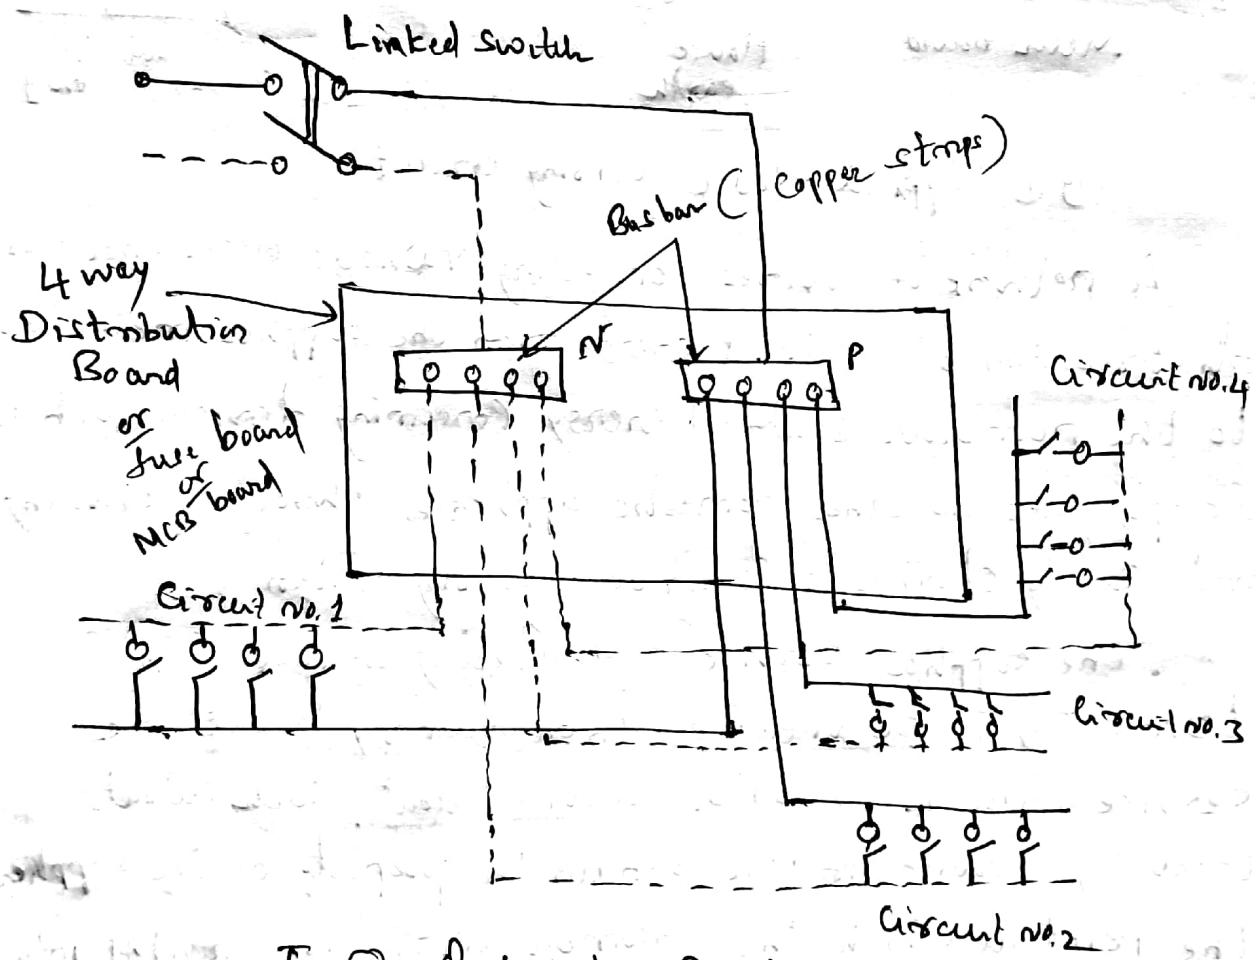 Linked switch
Busbar (copper strips)
4 way
Distribution
Board
or
fuse board
or
MCB board
N
P
Circuit No.4
Circuit No.1
Circuit No.3
Circuit No.2